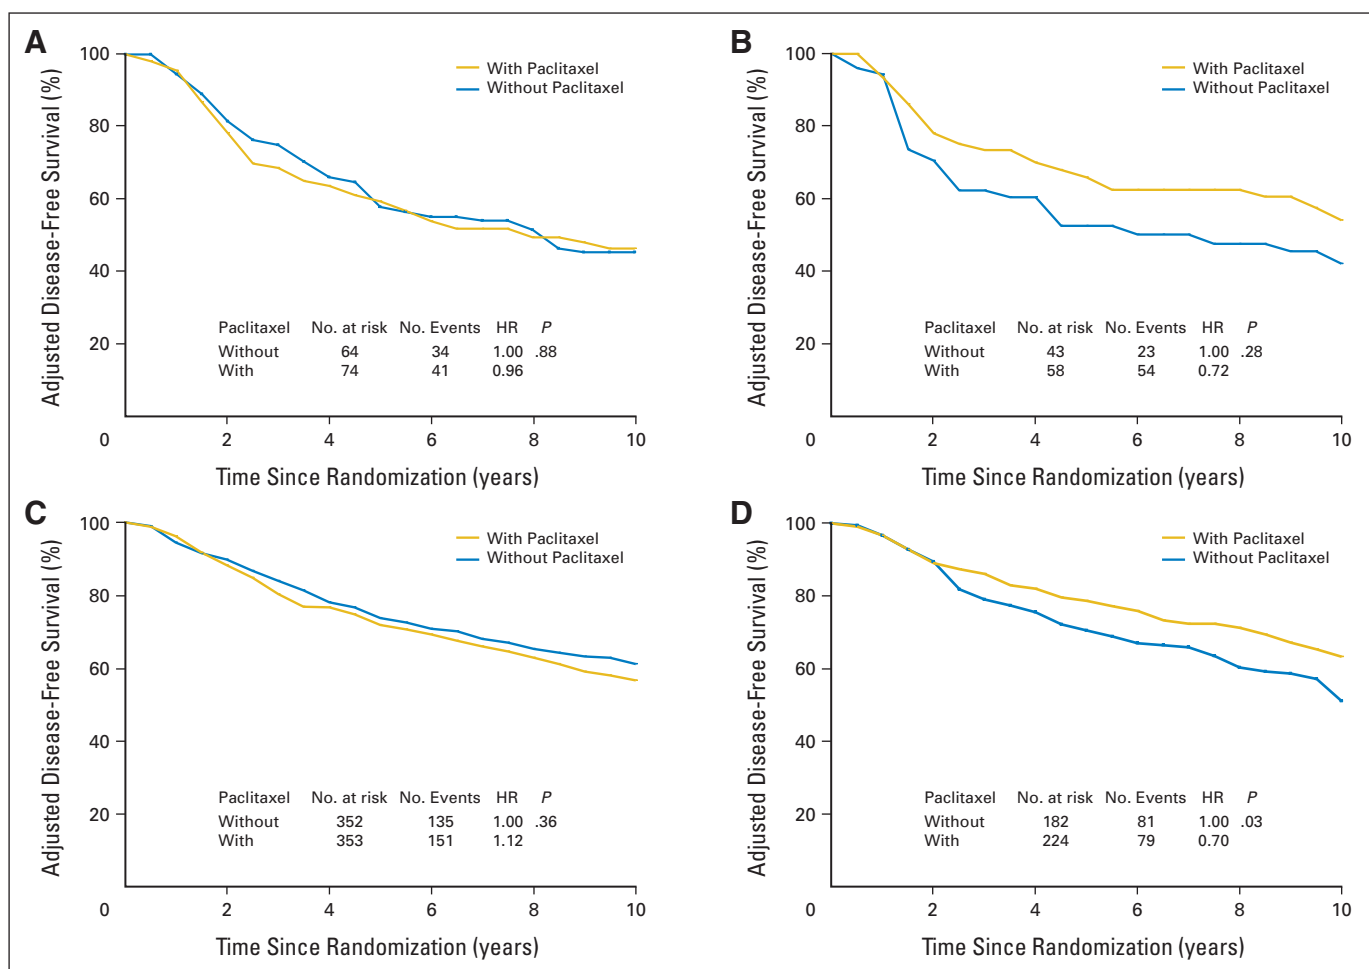 A
Adjusted Disease-Free Survival (%)
100
80
60
40
20
0
2
4
6
8
10
With Paclitaxel
Without Paclitaxel
Paclitaxel No. at risk No. Events HR P
Without 64 34 1.00 .88
With 74 41 0.96
Time Since Randomization (years)
B
Adjusted Disease-Free Survival (%)
100
80
60
40
20
0
2
4
6
8
10
With Paclitaxel
Without Paclitaxel
Paclitaxel No. at risk No. Events HR P
Without 43 23 1.00 .28
With 58 54 0.72
Time Since Randomization (years)
C
Adjusted Disease-Free Survival (%)
100
80
60
40
20
0
2
4
6
8
10
With Paclitaxel
Without Paclitaxel
Paclitaxel No. at risk No. Events HR P
Without 352 135 1.00 .36
With 353 151 1.12
Time Since Randomization (years)
D
Adjusted Disease-Free Survival (%)
100
80
60
40
20
0
2
4
6
8
10
With Paclitaxel
Without Paclitaxel
Paclitaxel No. at risk No. Events HR P
Without 182 81 1.00 .03
With 224 79 0.70
Time Since Randomization (years)